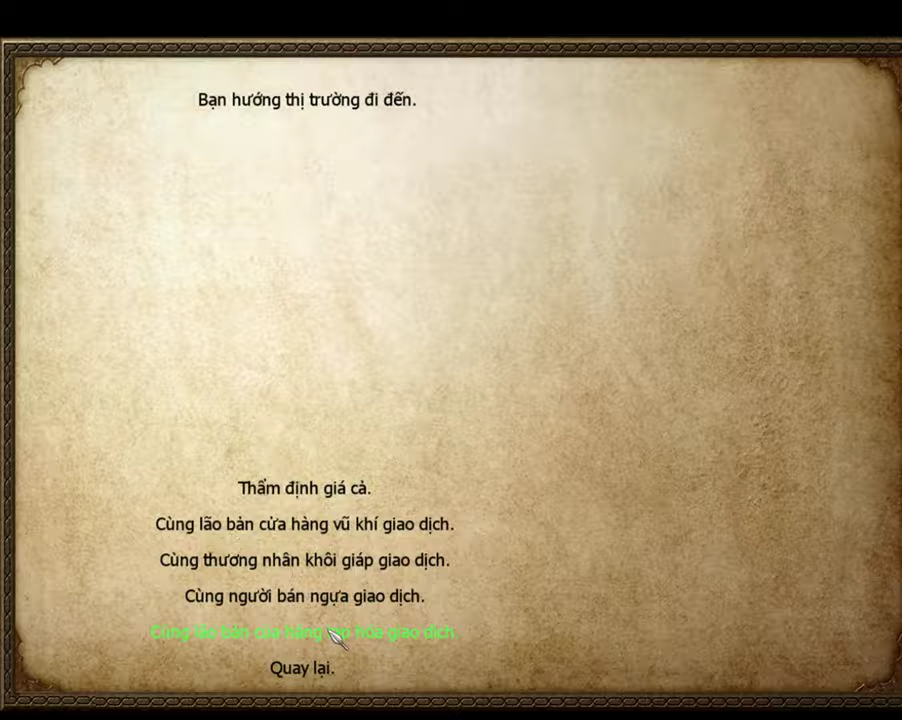 Bạn hướng thị trường đi đến.
Thẩm định giá cả.
Cùng lão bản cửa hàng vũ khí giao dịch.
Cùng thương nhân khôi giáp giao dịch.
Cùng người bán ngựa giao dịch.
Cùng lão bản cửa hàng hóa giao dịch.
Quay lại.